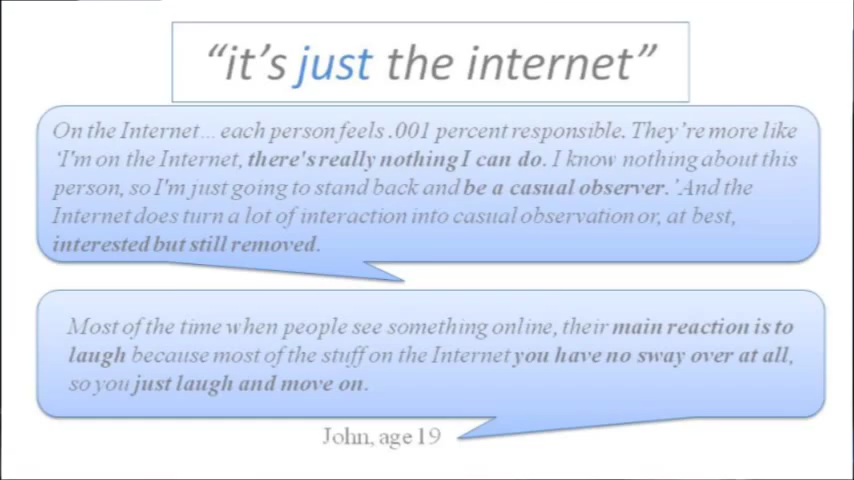 “it’s just the internet”
On the Internet... each person feels .001 percent responsible. They’re more like
‘I'm on the Internet, there's really nothing I can do. I know nothing about this
person, so I'm just going to stand back and be a casual observer.’ And the
Internet does turn a lot of interaction into casual observation or, at best,
interested but still removed.
Most of the time when people see something online, their main reaction is to
laugh because most of the stuff on the Internet you have no sway over at all,
so you just laugh and move on.
John, age 19